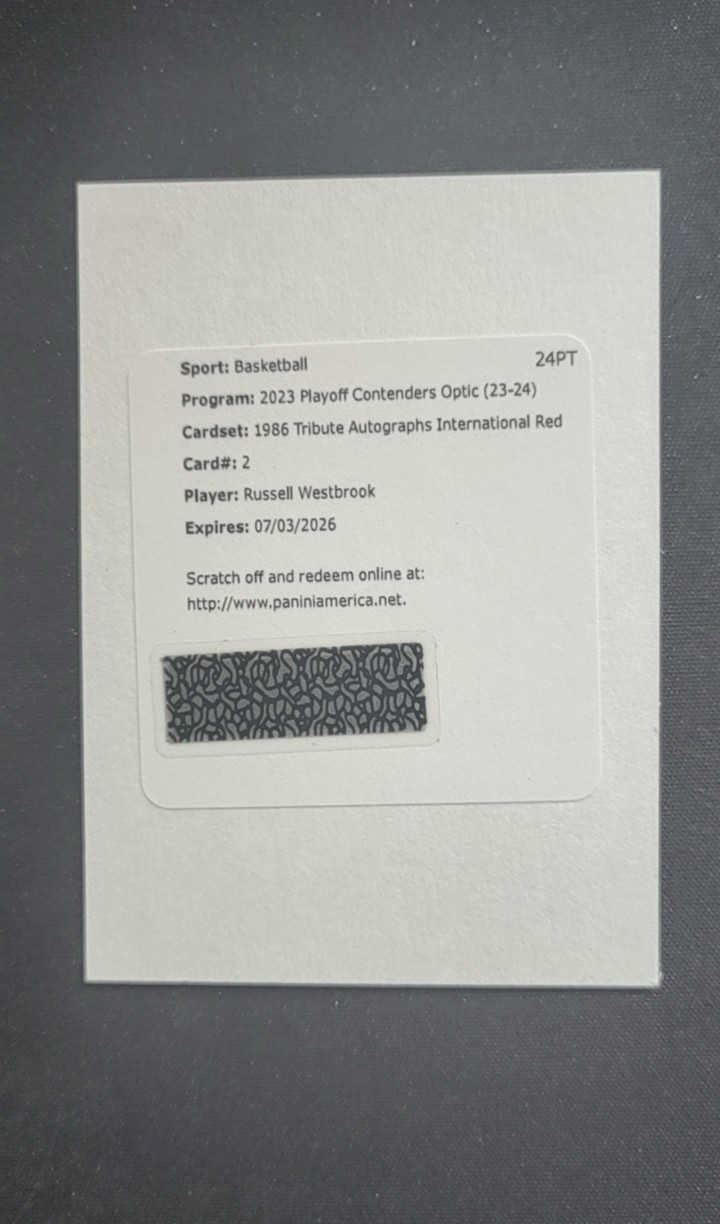 Sport: Basketball 24PT
Program: 2023 Playoff Contenders Optic (23-24)
Cardset: 1986 Tribute Autographs International Red
Card#: 2
Player: Russell Westbrook
Expires: 07/03/2026
Scratch off and redeem online at:
http://www.paniniamerica.net.